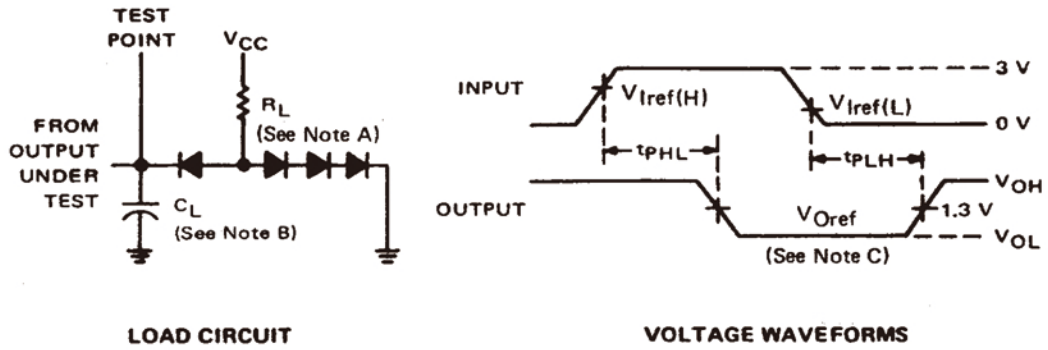 TEST
POINT
VCC
RL
(See Note A)
FROM
OUTPUT
UNDER
TEST
CL
(See Note B)
LOAD CIRCUIT
INPUT
VIref(H)
VIref(L)
3 V
0 V
tPHL
tPLH
OUTPUT
VOref
(See Note C)
VOH
1.3 V
VOL
VOLTAGE WAVEFORMS